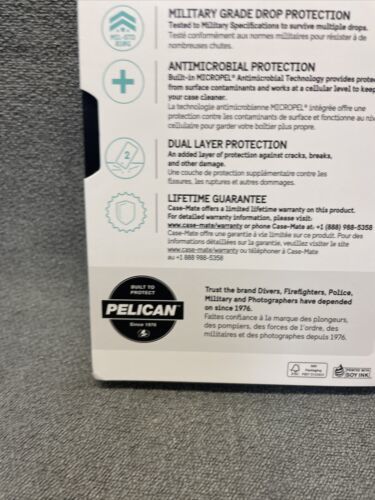 MIL-STD
810G
MILITARY GRADE DROP PROTECTION
Tested to Military Specifications to survive multiple drops.
Testé conformément aux normes militaires pour résister à de
nombreuses chutes.
ANTIMICROBIAL PROTECTION
Built-in MICROPEL® Antimicrobial Technology provides protec
from surface contaminants and works at a cellular level to keep
your case cleaner.
La technologie antimicrobienne MICROPEL® intégrée offre une
protection contre les contaminants de surface et fonctionne au niv
cellulaire pour garder votre boîtier plus propre.
2
DUAL LAYER PROTECTION
An added layer of protection against cracks, breaks,
and other damage.
Une couche de protection supplémentaire contre les
fissures, les ruptures et autres dommages.
LIFETIME GUARANTEE
Case-Mate offers a limited lifetime warranty on this product.
For detailed warranty information, please visit:
www.case-mate/warranty or phone Case-Mate at: +1 (888) 988-5358
Case-Mate offre une garantie à vie limitée sur ce produit. Pour des
informations détaillées sur la garantie, veuillez visiter le site
www.case-mate/warranty ou téléphoner à Case-Mate
au +1 888 988-5358
BUILT TO
PROTECT
PELICAN
Since 1976
Trust the brand Divers, Firefighters, Police,
Military and Photographers have depended
on since 1976.
Faites confiance à la marque des plongeurs,
des pompiers, des forces de l'ordre, des
militaires et des photographes depuis 1976.
FSC
MIX
Packaging
PRINTED WITH
SOY INK